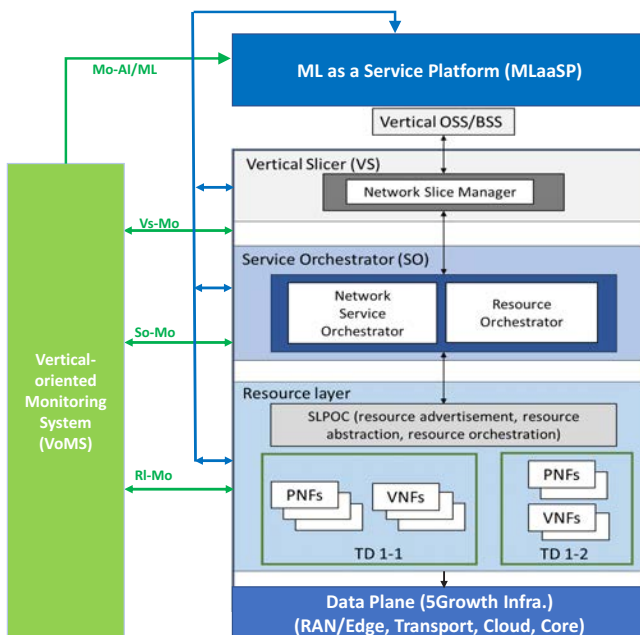 Mo-AI/ML
ML as a Service Platform (MLaaSP)
Vertical OSS/BSS
Vertical Slicer (VS)
Network Slice Manager
Vs-Mo
Service Orchestrator (SO)
Network
Service
Orchestrator
Resource
Orchestrator
So-Mo
Vertical-
oriented
Monitoring
System
(VoMS)
Resource layer
SLPOC (resource advertisement, resource
abstraction, resource orchestration)
Rl-Mo
PNFs
VNFs
TD 1-1
PNFs
VNFs
TD 1-2
Data Plane (5Growth Infra.)
(RAN/Edge, Transport, Cloud, Core)